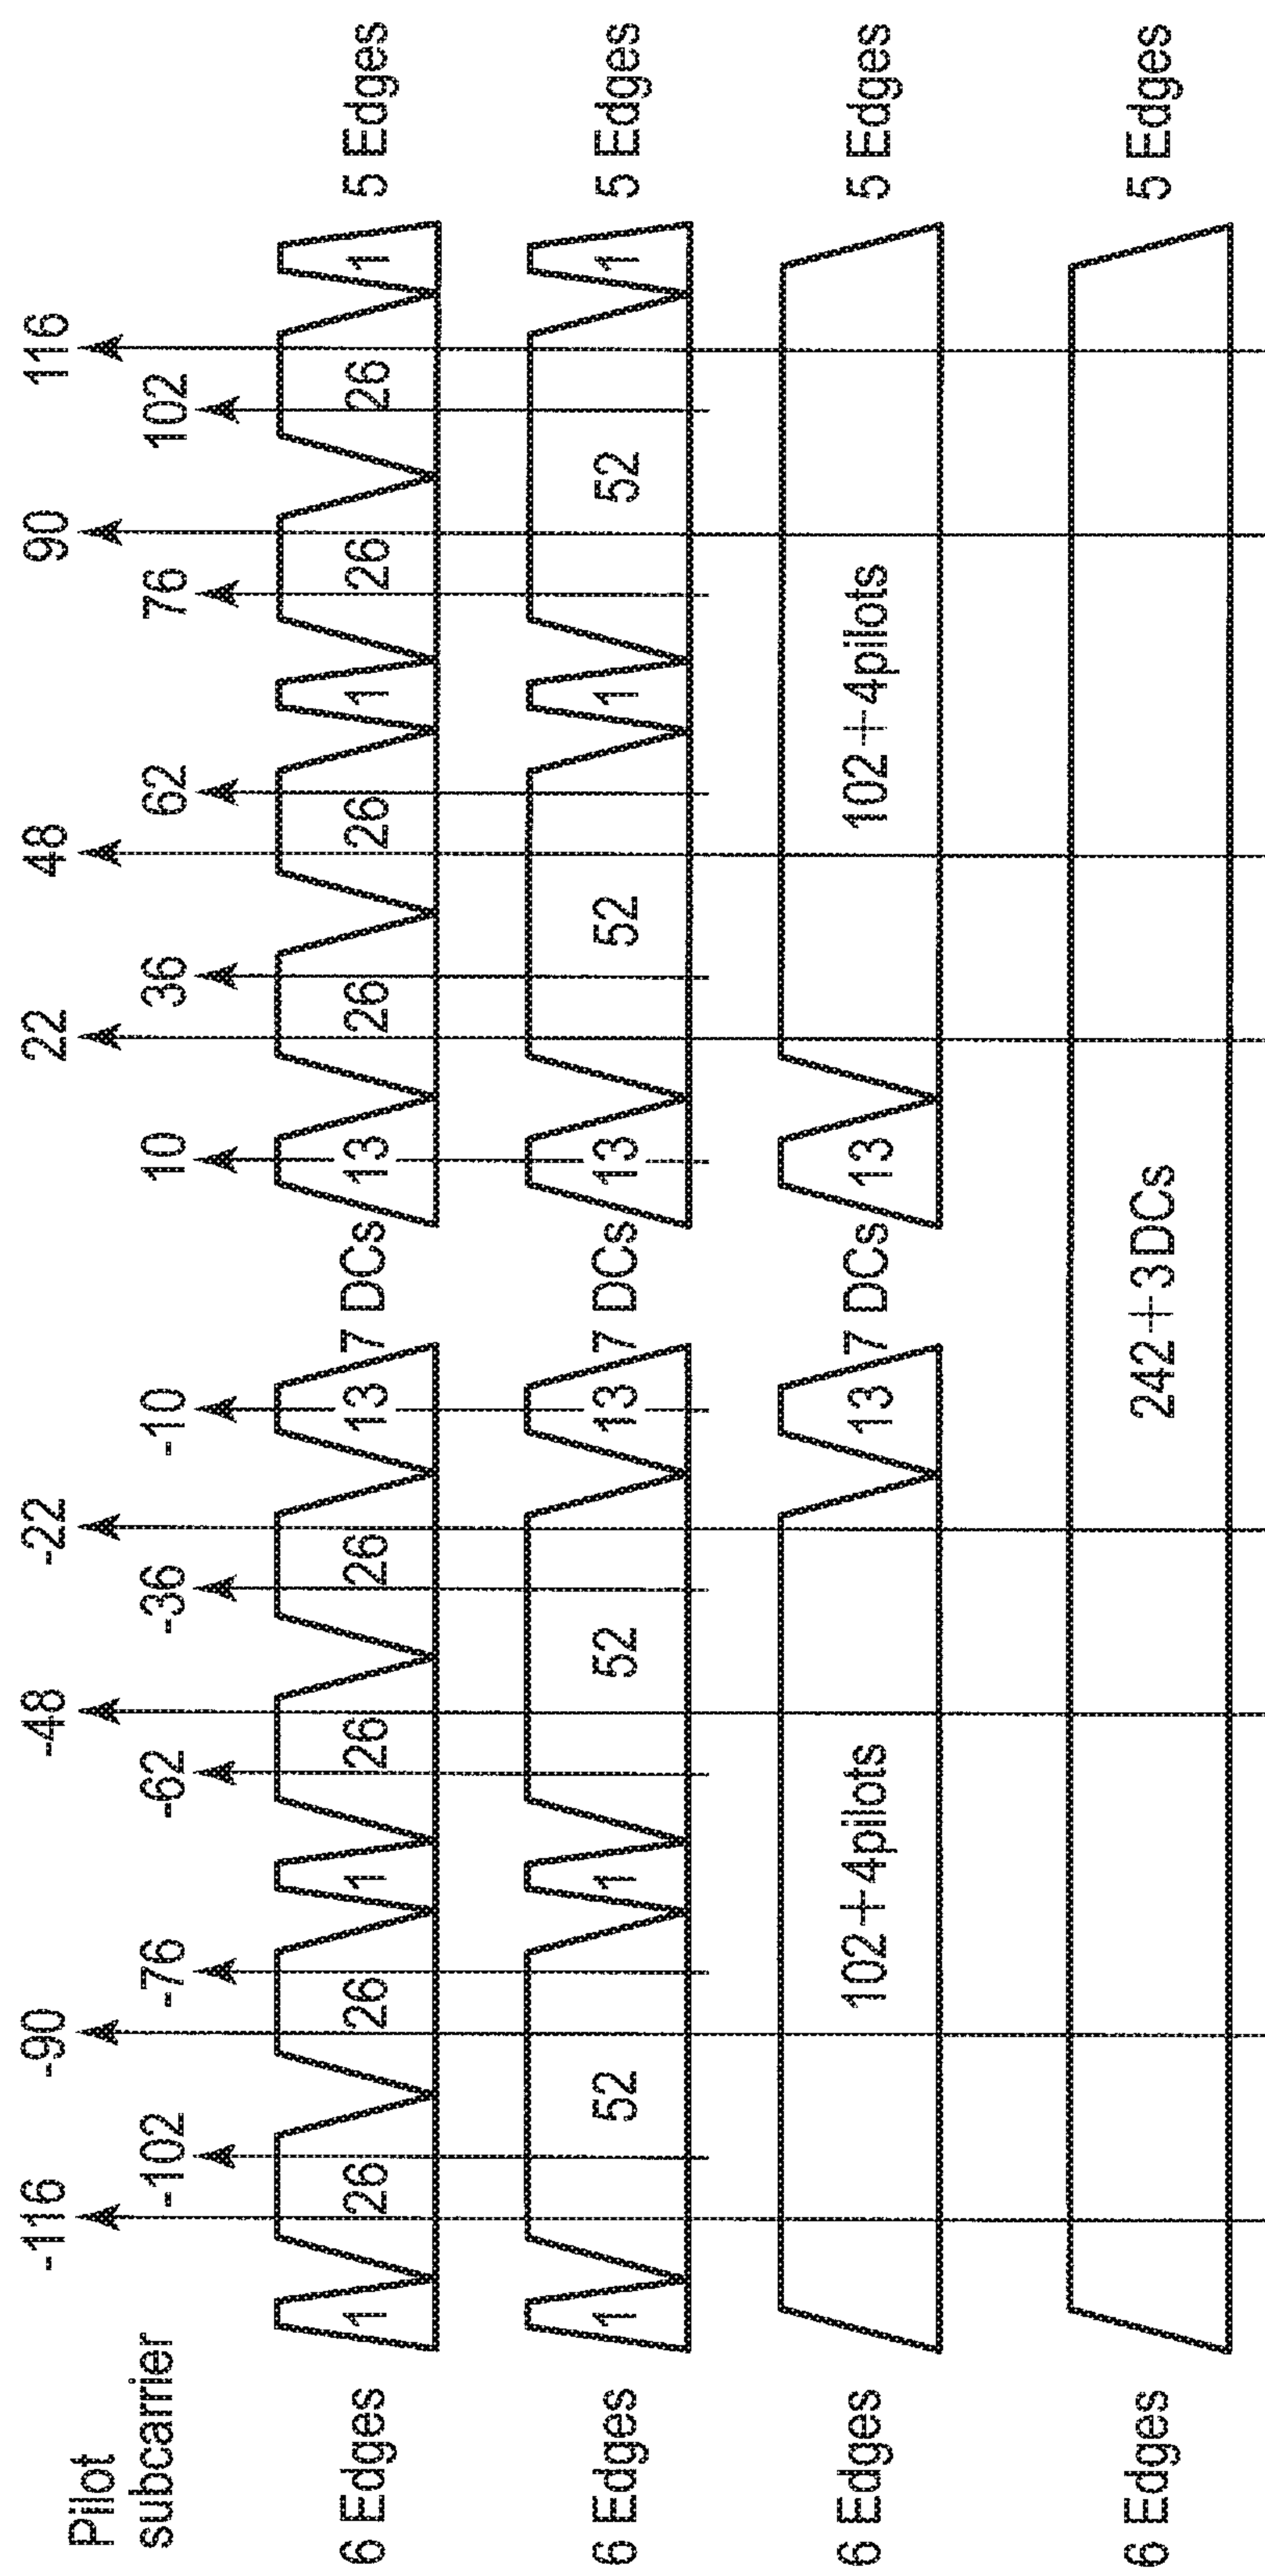 Pilot
subcarrier
-116 -90 -48 -22 22 48 90 116
-102 -76 -62 -36 -10 10 36 62 76 102
6 Edges 1 26 26 1 26 26 13 7 DCs 13 26 26 1 26 26 1 5 Edges
6 Edges 1 52 1 52 13 7 DCs 13 52 1 52 1 5 Edges
6 Edges 102+4pilots 13 7 DCs 13 102+4pilots 5 Edges
6 Edges 242+3DCs 5 Edges